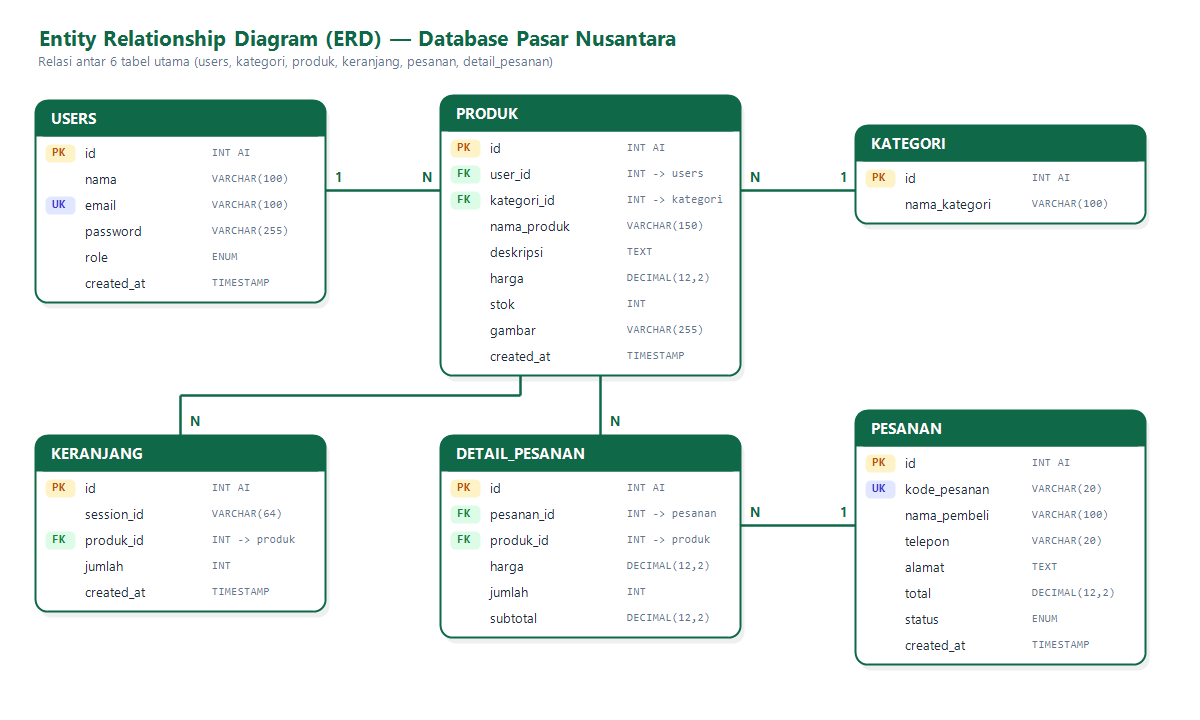 Entity Relationship Diagram (ERD) — Database Pasar Nusantara
Relasi antar 6 tabel utama (users, kategori, produk, keranjang, pesanan, detail_pesanan)
USERS
PK id INT AI
nama VARCHAR(100)
UK email VARCHAR(100)
password VARCHAR(255)
role ENUM
created_at TIMESTAMP
1 N
PRODUK
PK id INT AI
FK user_id INT -> users
FK kategori_id INT -> kategori
nama_produk VARCHAR(150)
deskripsi TEXT
harga DECIMAL(12,2)
stok INT
gambar VARCHAR(255)
created_at TIMESTAMP
N 1
KATEGORI
PK id INT AI
nama_kategori VARCHAR(100)
N
N
KERANJANG
PK id INT AI
session_id VARCHAR(64)
FK produk_id INT -> produk
jumlah INT
created_at TIMESTAMP
DETAIL_PESANAN
PK id INT AI
FK pesanan_id INT -> pesanan
FK produk_id INT -> produk
harga DECIMAL(12,2)
jumlah INT
subtotal DECIMAL(12,2)
N 1
PESANAN
PK id INT AI
UK kode_pesanan VARCHAR(20)
nama_pembeli VARCHAR(100)
telepon VARCHAR(20)
alamat TEXT
total DECIMAL(12,2)
status ENUM
created_at TIMESTAMP